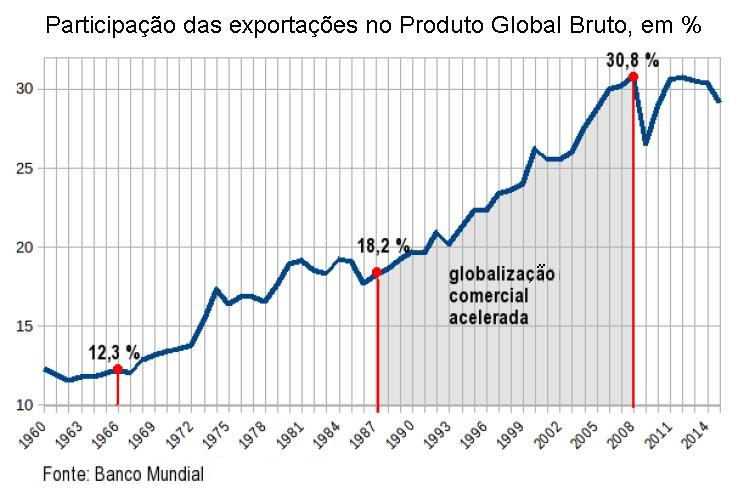 Participação das exportações no Produto Global Bruto, em %
30,8 %
30
25
20
18,2 %
globalização
comercial
acelerada
15
12,3 %
10
1960 1963 1966 1969 1972 1975 1978 1981 1984 1987 1990 1993 1996 1999 2002 2005 2008 2011 2014
Fonte: Banco Mundial